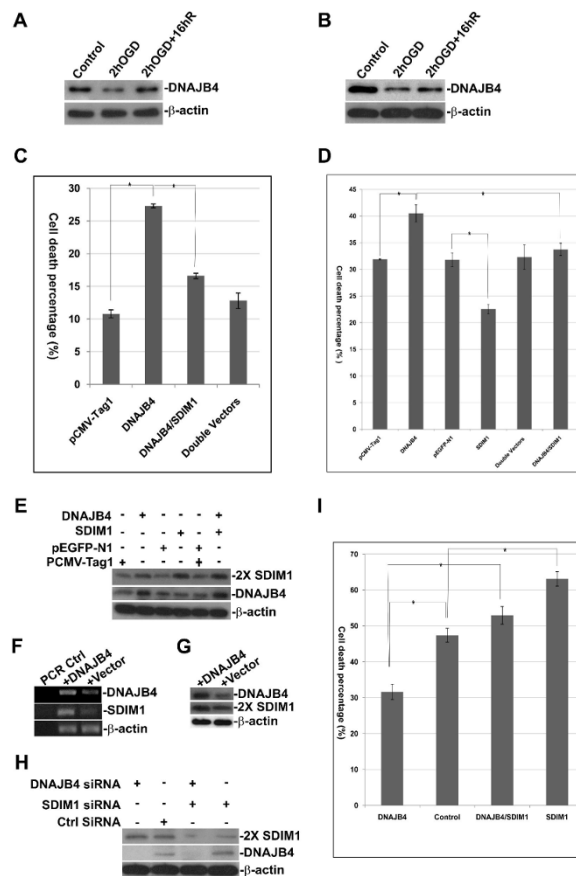 A
Control
2hOGD
2hOGD+16hR
-DNAJB4
-β-actin
B
Control
2hOGD
2hOGD+16hR
-DNAJB4
-β-actin
C
Cell death percentage (%)
30
25
20
15
10
5
0
*
*
pCMV-Tag1
DNAJB4
DNAJB4/SDIM1
Double Vectors
D
Cell death percentage (%)
45
40
35
30
25
20
15
10
5
0
*
*
*
pCMV-Tag1
DNAJB4
pEGFP-N1
SDIM1
Double Vectors
DNAJB4/SDIM1
E
DNAJB4 - + - - - +
SDIM1 - - - + - +
pEGFP-N1 - - + - + -
PCMV-Tag1 + - - - + -
-2X SDIM1
-DNAJB4
-β-actin
F
PCR Ctrl
+DNAJB4
+Vector
-DNAJB4
-SDIM1
-β-actin
G
+DNAJB4
+Vector
-DNAJB4
-2X SDIM1
-β-actin
H
DNAJB4 siRNA + - + -
SDIM1 siRNA - - + +
Ctrl SiRNA - + - -
-2X SDIM1
-DNAJB4
-β-actin
I
Cell death percentage (%)
70
60
50
40
30
20
10
0
*
*
*
DNAJB4
Control
DNAJB4/SDIM1
SDIM1